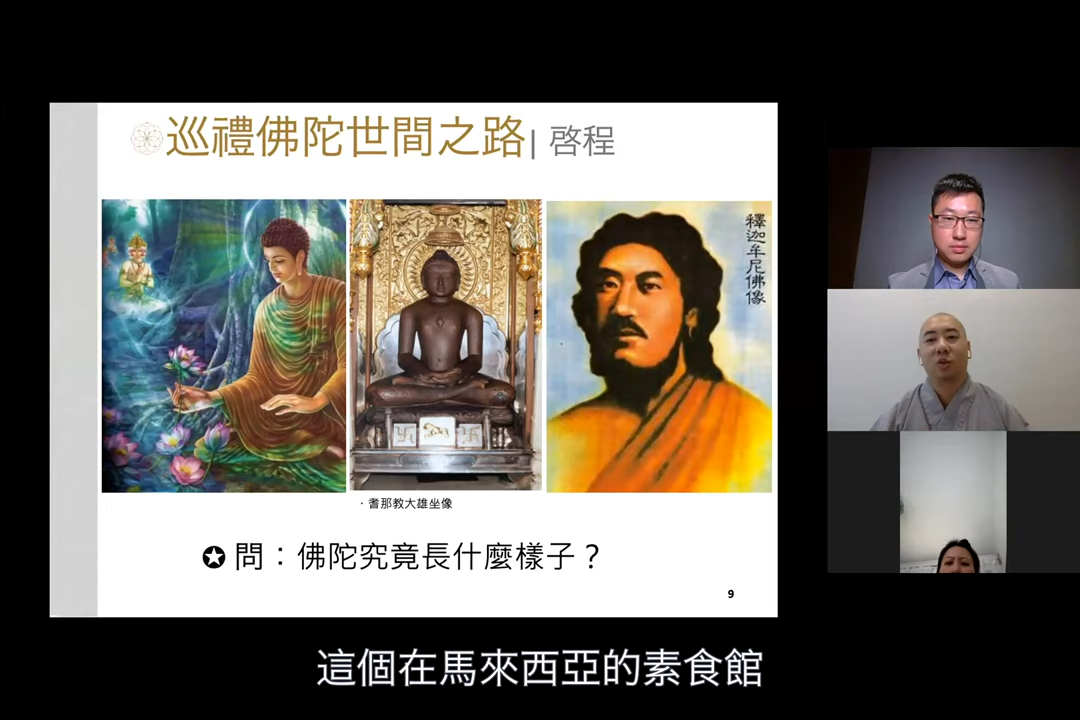 巡禮佛陀世間之路| 啓程
釋迦牟尼佛像
· 耆那教大雄坐像
✪ 問：佛陀究竟長什麼樣子？
9
這個在馬來西亞的素食館